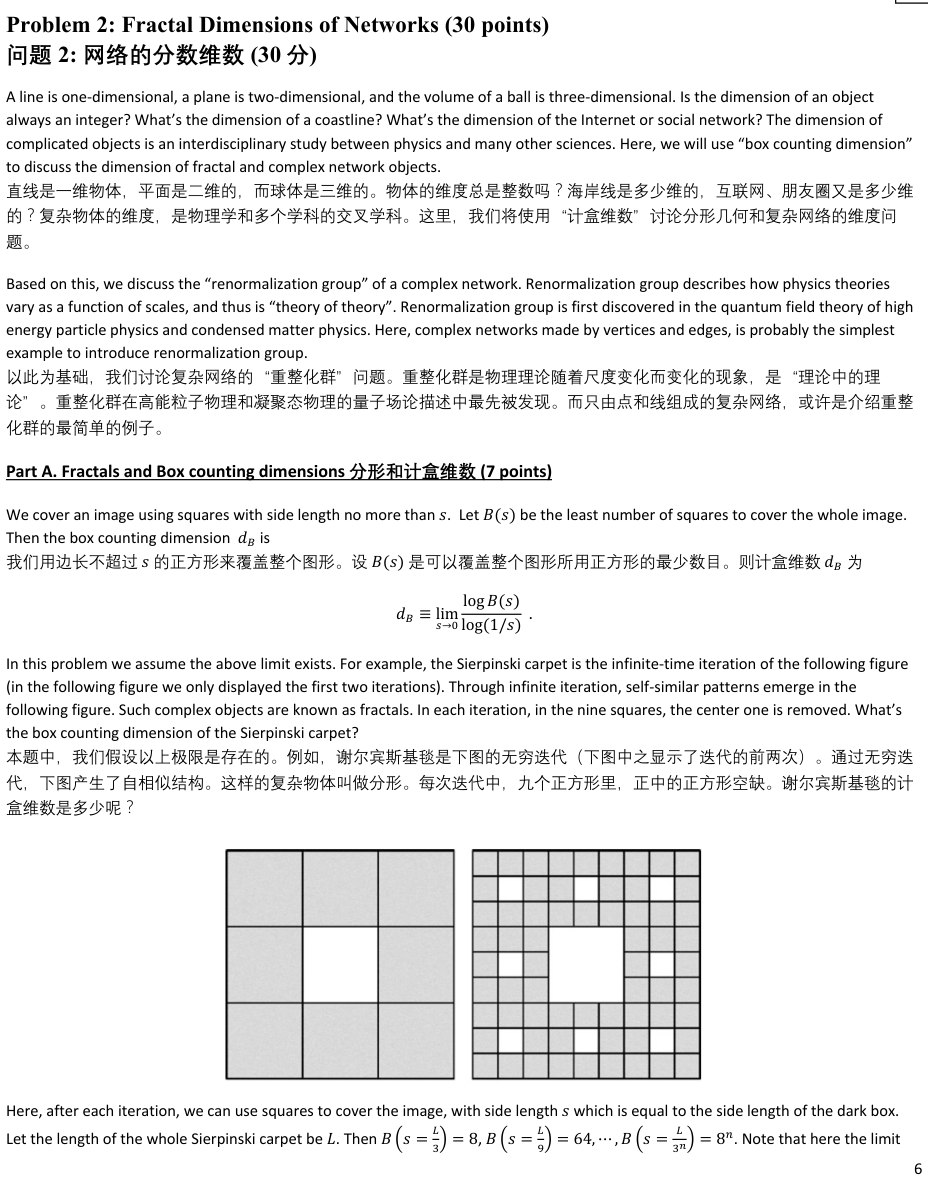 Problem 2: Fractal Dimensions of Networks (30 points)
问题 2: 网络的分数维数 (30 分)
A line is one-dimensional, a plane is two-dimensional, and the volume of a ball is three-dimensional. Is the dimension of an object
always an integer? What's the dimension of a coastline? What's the dimension of the Internet or social network? The dimension of
complicated objects is an interdisciplinary study between physics and many other sciences. Here, we will use “box counting dimension”
to discuss the dimension of fractal and complex network objects.
直线是一维物体，平面是二维的，而球体是三维的。物体的维度总是整数吗？海岸线是多少维的，互联网、朋友圈又是多少维
的？复杂物体的维度，是物理学和多个学科的交叉学科。这里，我们将使用“计盒维数”讨论分形几何和复杂网络的维度问
题。
Based on this, we discuss the “renormalization group” of a complex network. Renormalization group describes how physics theories
vary as a function of scales, and thus is “theory of theory”. Renormalization group is first discovered in the quantum field theory of high
energy particle physics and condensed matter physics. Here, complex networks made by vertices and edges, is probably the simplest
example to introduce renormalization group.
以此为基础，我们讨论复杂网络的“重整化群”问题。重整化群是物理理论随着尺度变化而变化的现象，是“理论中的理
论”。重整化群在高能粒子物理和凝聚态物理的量子场论描述中最先被发现。而只由点和线组成的复杂网络，或许是介绍重整
化群的最简单的例子。
Part A. Fractals and Box counting dimensions 分形和计盒维数 (7 points)
We cover an image using squares with side length no more than s. Let B(s) be the least number of squares to cover the whole image.
Then the box counting dimension d_B is
我们用边长不超过 s 的正方形来覆盖整个图形。设 B(s) 是可以覆盖整个图形所用正方形的最少数目。则计盒维数 d_B 为
d_B ≡ lim_{s→0} log B(s) / log(1/s) .
In this problem we assume the above limit exists. For example, the Sierpinski carpet is the infinite-time iteration of the following figure
(in the following figure we only displayed the first two iterations). Through infinite iteration, self-similar patterns emerge in the
following figure. Such complex objects are known as fractals. In each iteration, in the nine squares, the center one is removed. What's
the box counting dimension of the Sierpinski carpet?
本题中，我们假设以上极限是存在的。例如，谢尔宾斯基毯是下图的无穷迭代（下图中之显示了迭代的前两次）。通过无穷迭
代，下图产生了自相似结构。这样的复杂物体叫做分形。每次迭代中，九个正方形里，正中的正方形空缺。谢尔宾斯基毯的计
盒维数是多少呢？
Here, after each iteration, we can use squares to cover the image, with side length s which is equal to the side length of the dark box.
Let the length of the whole Sierpinski carpet be L. Then B(s = L/3) = 8, B(s = L/9) = 64, ⋯, B(s = L/3^n) = 8^n. Note that here the limit
6